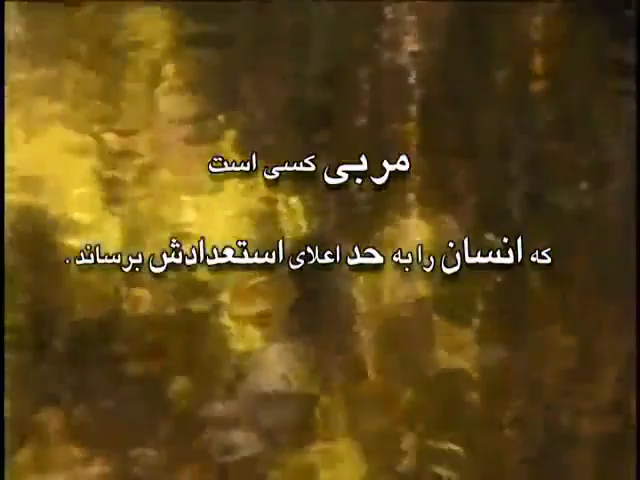 مربی کسی است
که انسان را به حد اعلای استعدادش برساند .